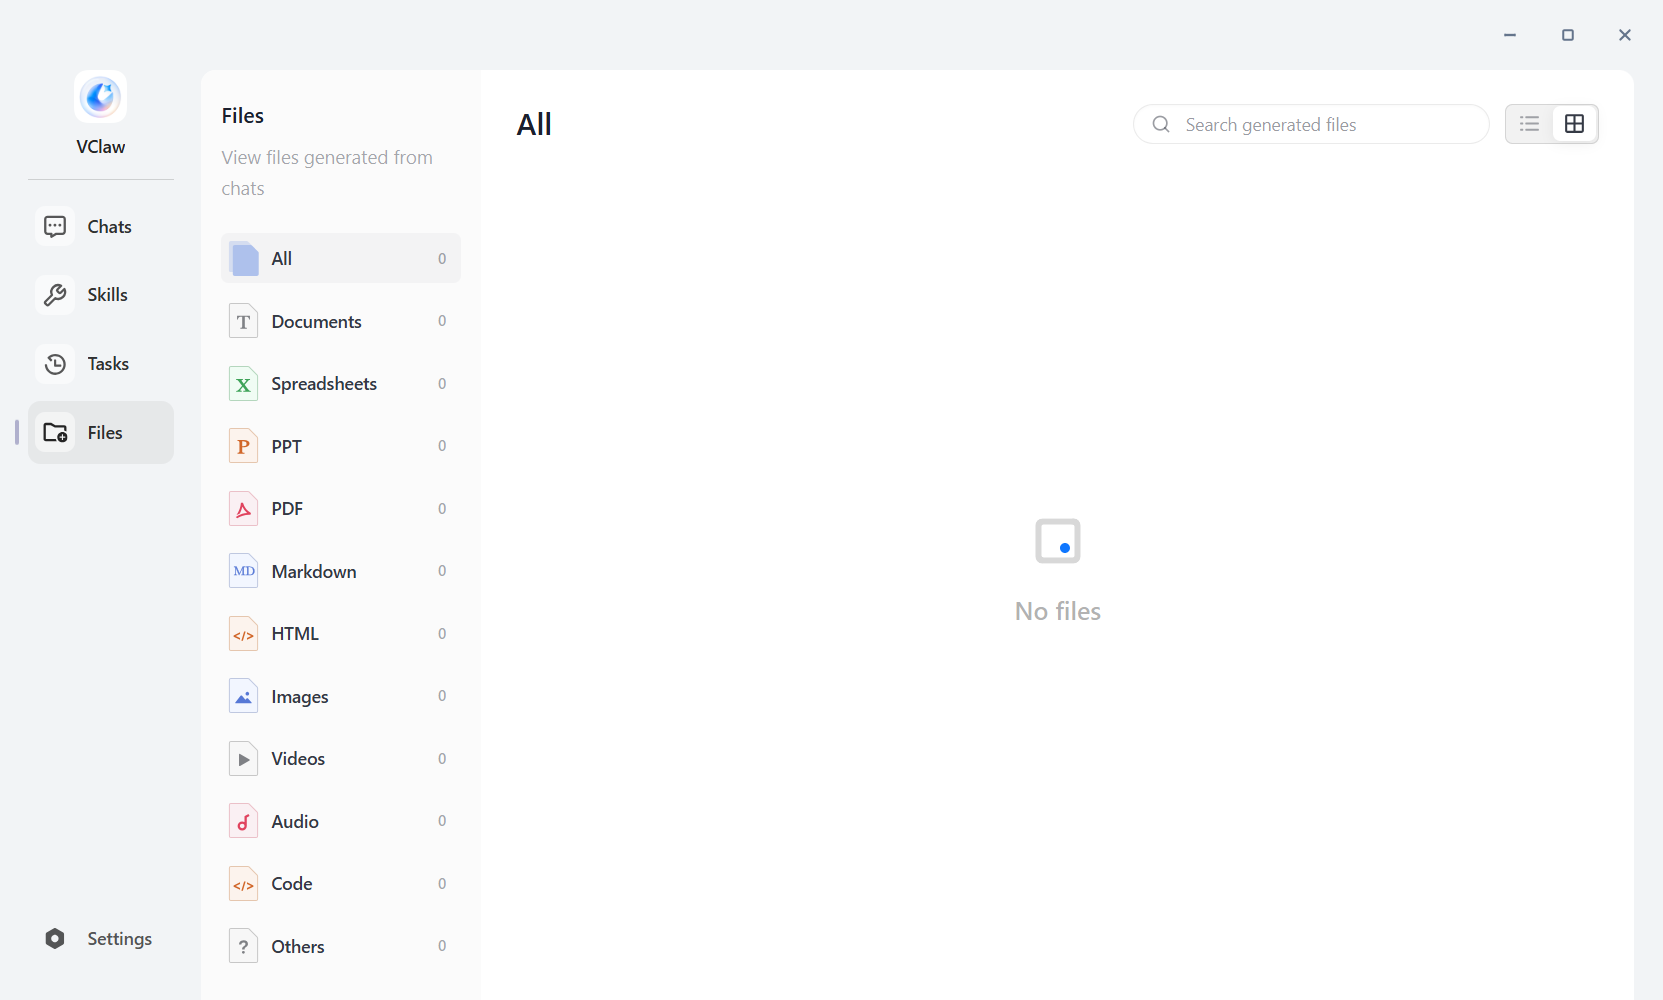 VClaw
Chats
Skills
Tasks
Files
Settings
Files
View files generated from
chats
All 0
T Documents 0
X Spreadsheets 0
P PPT 0
PDF 0
MD Markdown 0
</> HTML 0
Images 0
Videos 0
Audio 0
</> Code 0
? Others 0
All
Search generated files
No files